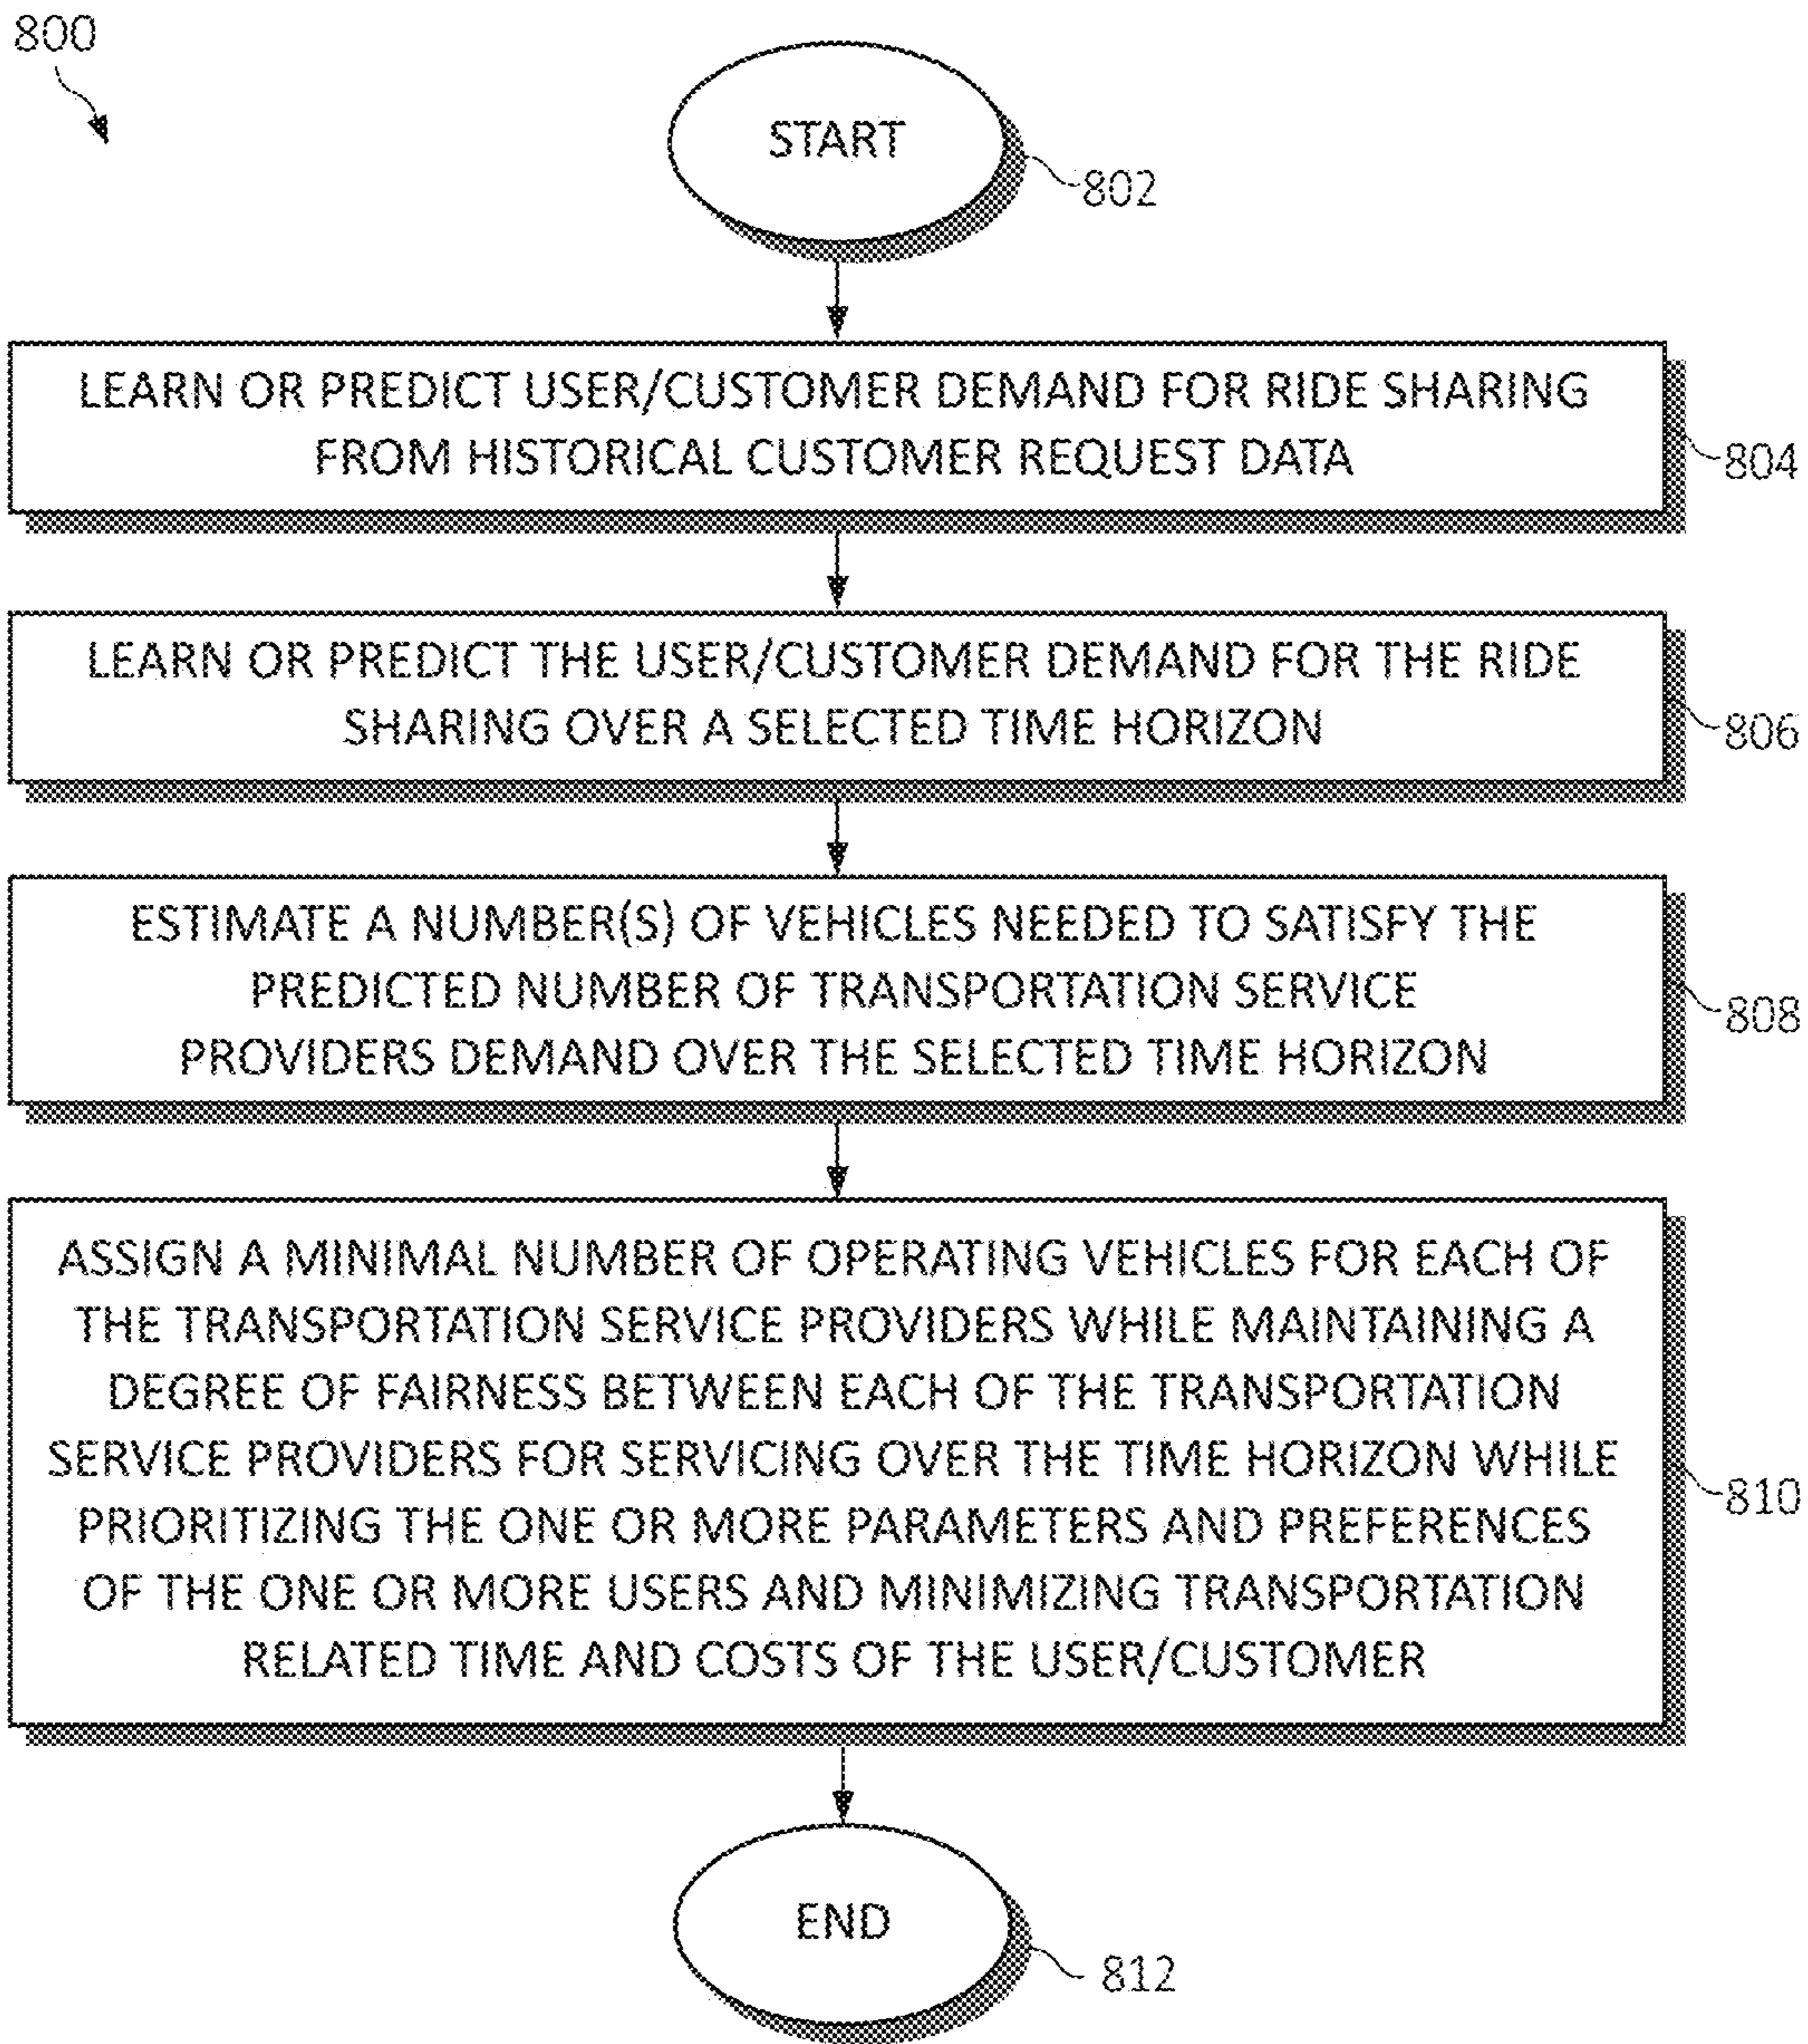 800
START
802
LEARN OR PREDICT USER/CUSTOMER DEMAND FOR RIDE SHARING
FROM HISTORICAL CUSTOMER REQUEST DATA
804
LEARN OR PREDICT THE USER/CUSTOMER DEMAND FOR THE RIDE
SHARING OVER A SELECTED TIME HORIZON
806
ESTIMATE A NUMBER(S) OF VEHICLES NEEDED TO SATISFY THE
PREDICTED NUMBER OF TRANSPORTATION SERVICE
PROVIDERS DEMAND OVER THE SELECTED TIME HORIZON
808
ASSIGN A MINIMAL NUMBER OF OPERATING VEHICLES FOR EACH OF
THE TRANSPORTATION SERVICE PROVIDERS WHILE MAINTAINING A
DEGREE OF FAIRNESS BETWEEN EACH OF THE TRANSPORTATION
SERVICE PROVIDERS FOR SERVICING OVER THE TIME HORIZON WHILE
PRIORITIZING THE ONE OR MORE PARAMETERS AND PREFERENCES
OF THE ONE OR MORE USERS AND MINIMIZING TRANSPORTATION
RELATED TIME AND COSTS OF THE USER/CUSTOMER
810
END
812